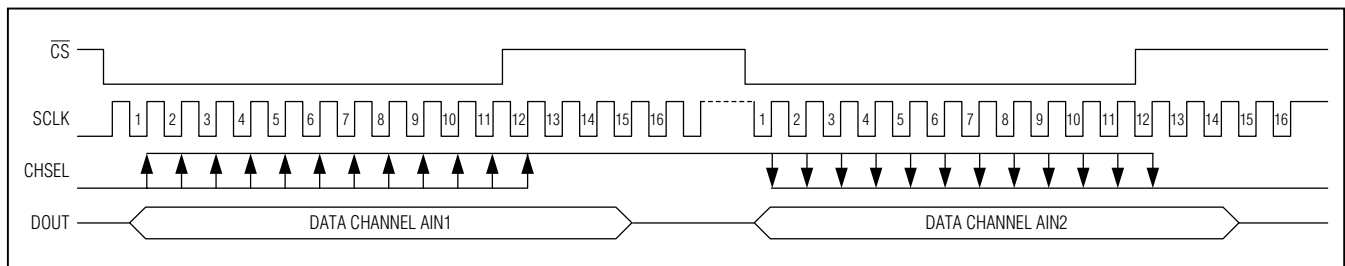 C̅S̅
SCLK 1 2 3 4 5 6 7 8 9 10 11 12 13 14 15 16 1 2 3 4 5 6 7 8 9 10 11 12 13 14 15 16
CHSEL
DOUT DATA CHANNEL AIN1 DATA CHANNEL AIN2